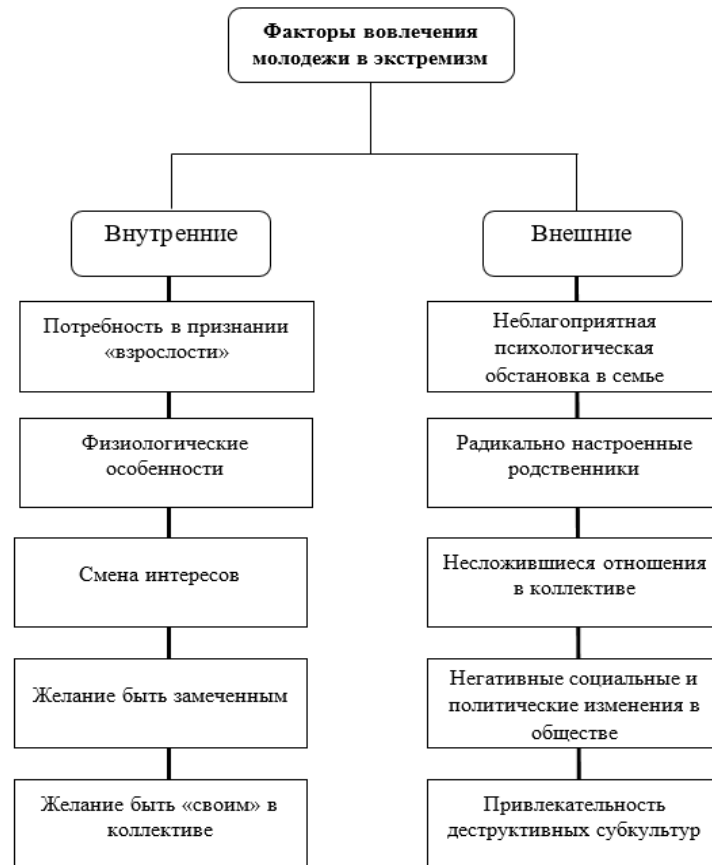 Факторы вовлечения
молодежи в экстремизм
Внутренние
Потребность в признании
«взрослости»
Физиологические
особенности
Смена интересов
Желание быть замеченным
Желание быть «своим» в
коллективе
Внешние
Неблагоприятная
психологическая
обстановка в семье
Радикально настроенные
родственники
Несложившиеся отношения
в коллективе
Негативные социальные и
политические изменения в
обществе
Привлекательность
деструктивных субкультур